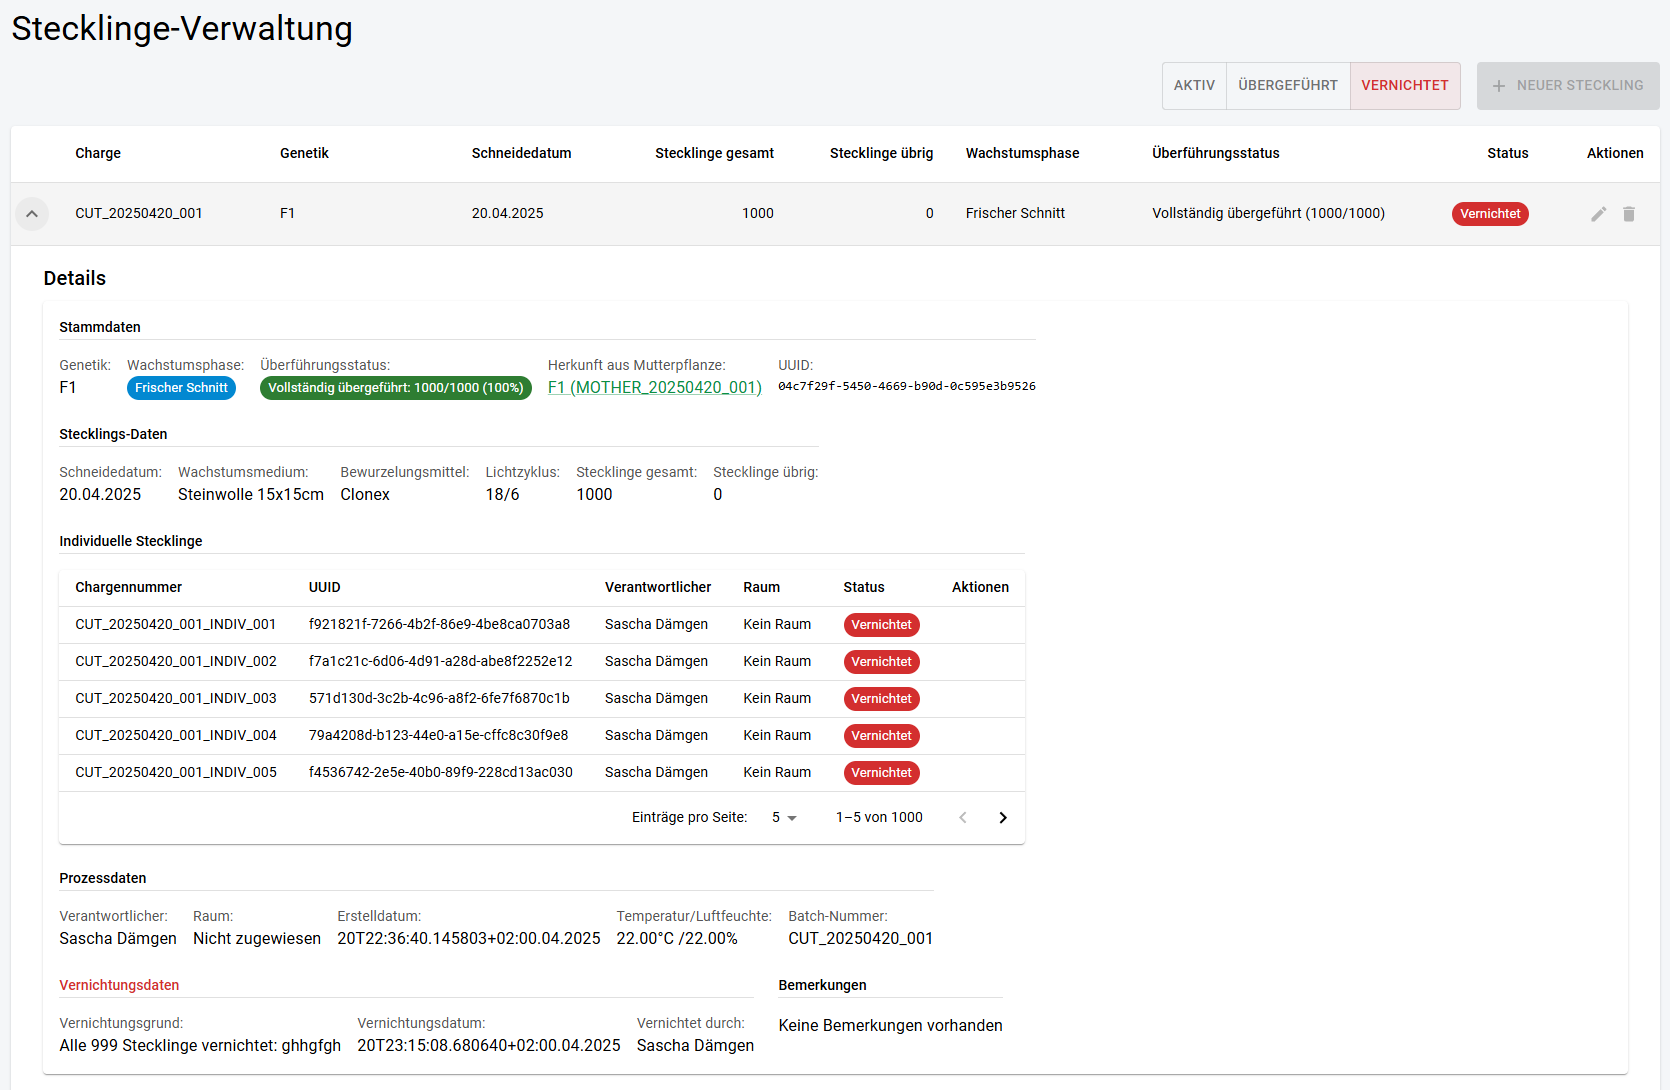 Stecklinge-Verwaltung
AKTIV ÜBERGEFÜHRT VERNICHTET + NEUER STECKLING
Charge Genetik Schneidedatum Stecklinge gesamt Stecklinge übrig Wachstumsphase Überführungsstatus Status Aktionen
CUT_20250420_001 F1 20.04.2025 1000 0 Frischer Schnitt Vollständig übergeführt (1000/1000) Vernichtet
Details
Stammdaten
Genetik: Wachstumsphase: Überführungsstatus: Herkunft aus Mutterpflanze: UUID:
F1 Frischer Schnitt Vollständig übergeführt: 1000/1000 (100%) F1 (MOTHER_20250420_001) 04c7f29f-5450-4669-b90d-0c595e3b9526
Stecklings-Daten
Schneidedatum: Wachstumsmedium: Bewurzelungsmittel: Lichtzyklus: Stecklinge gesamt: Stecklinge übrig:
20.04.2025 Steinwolle 15x15cm Clonex 18/6 1000 0
Individuelle Stecklinge
Chargennummer UUID Verantwortlicher Raum Status Aktionen
CUT_20250420_001_INDIV_001 f921821f-7266-4b2f-86e9-4be8ca0703a8 Sascha Dämgen Kein Raum Vernichtet
CUT_20250420_001_INDIV_002 f7a1c21c-6d06-4d91-a28d-abe8f2252e12 Sascha Dämgen Kein Raum Vernichtet
CUT_20250420_001_INDIV_003 571d130d-3c2b-4c96-a8f2-6fe7f6870c1b Sascha Dämgen Kein Raum Vernichtet
CUT_20250420_001_INDIV_004 79a4208d-b123-44e0-a15e-cffc8c30f9e8 Sascha Dämgen Kein Raum Vernichtet
CUT_20250420_001_INDIV_005 f4536742-2e5e-40b0-89f9-228cd13ac030 Sascha Dämgen Kein Raum Vernichtet
Einträge pro Seite: 5 1–5 von 1000
Prozessdaten
Verantwortlicher: Raum: Erstelldatum: Temperatur/Luftfeuchte: Batch-Nummer:
Sascha Dämgen Nicht zugewiesen 20T22:36:40.145803+02:00.04.2025 22.00°C /22.00% CUT_20250420_001
Vernichtungsdaten Bemerkungen
Vernichtungsgrund: Vernichtungsdatum: Vernichtet durch:
Alle 999 Stecklinge vernichtet: ghhgfgh 20T23:15:08.680640+02:00.04.2025 Sascha Dämgen Keine Bemerkungen vorhanden